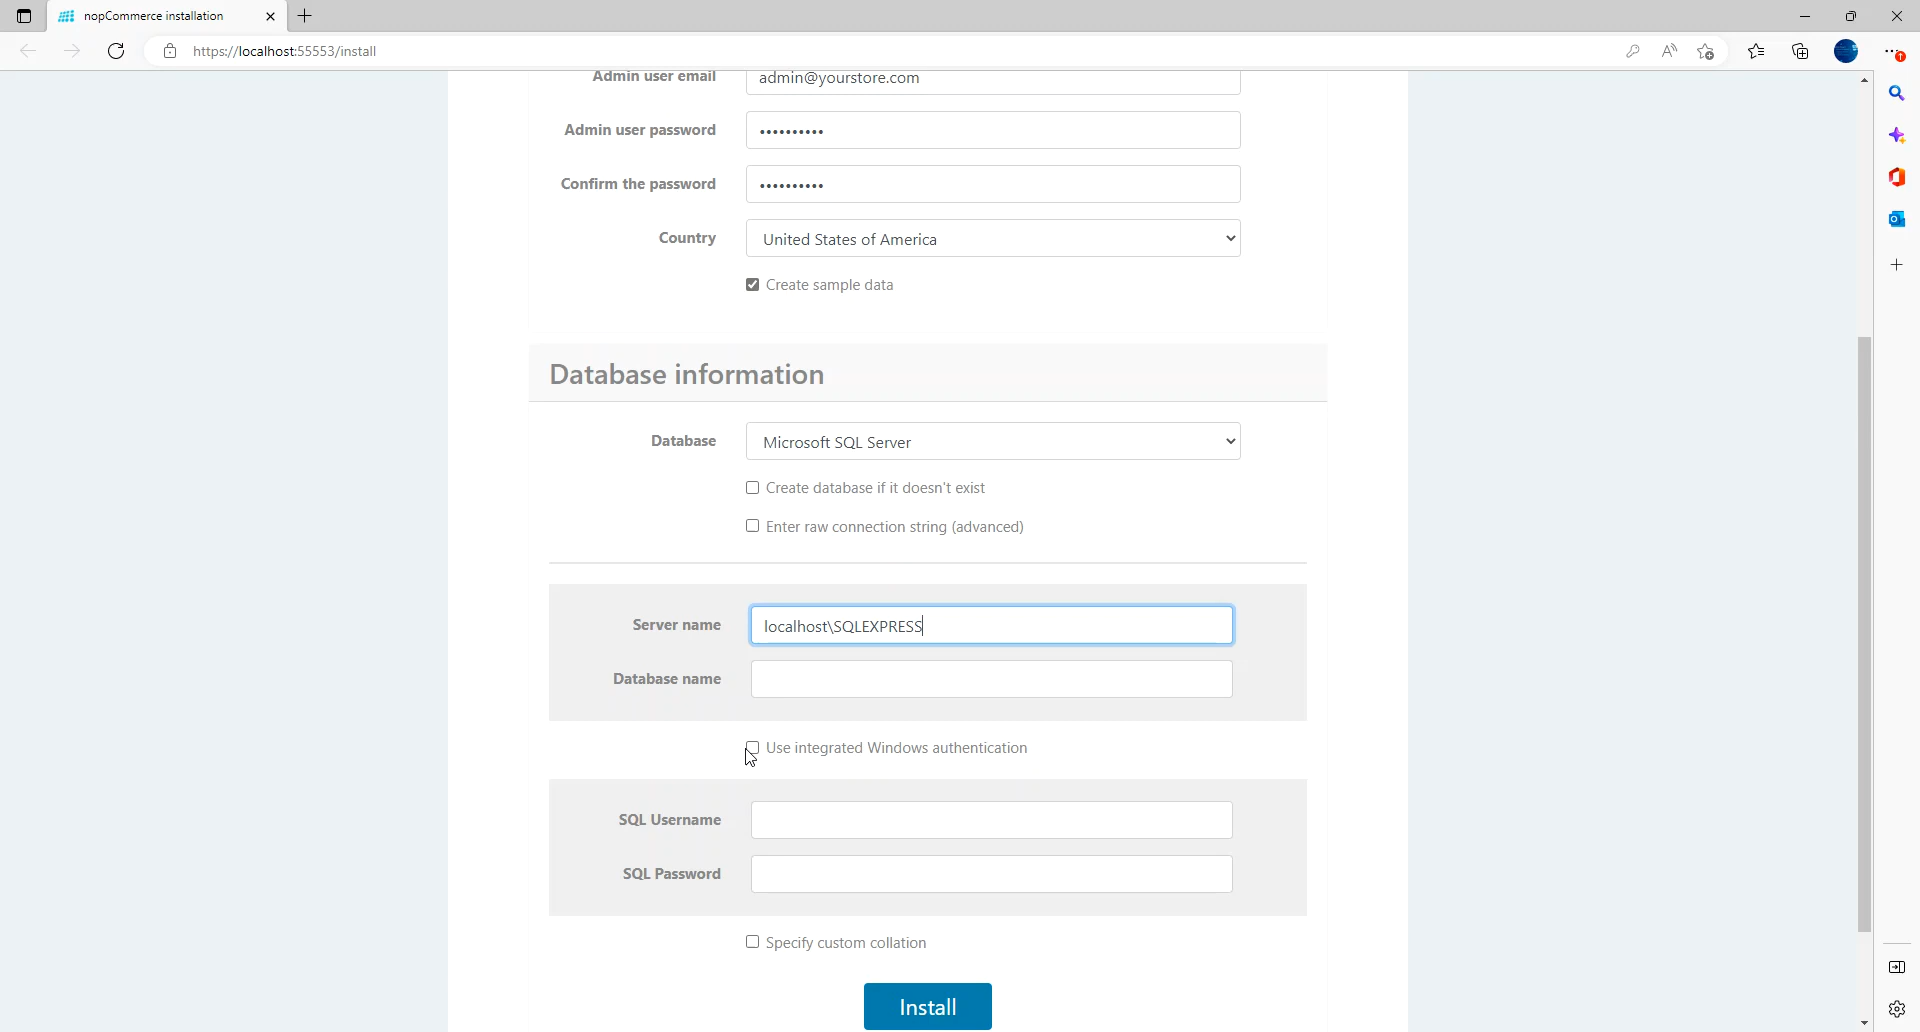 nopCommerce installation
https://localhost:55553/install
Admin user email
admin@yourstore.com
Admin user password
••••••••••
Confirm the password
••••••••••
Country
United States of America
Create sample data
Database information
Database
Microsoft SQL Server
Create database if it doesn't exist
Enter raw connection string (advanced)
Server name
localhost\SQLEXPRESS
Database name
Use integrated Windows authentication
SQL Username
SQL Password
Specify custom collation
Install